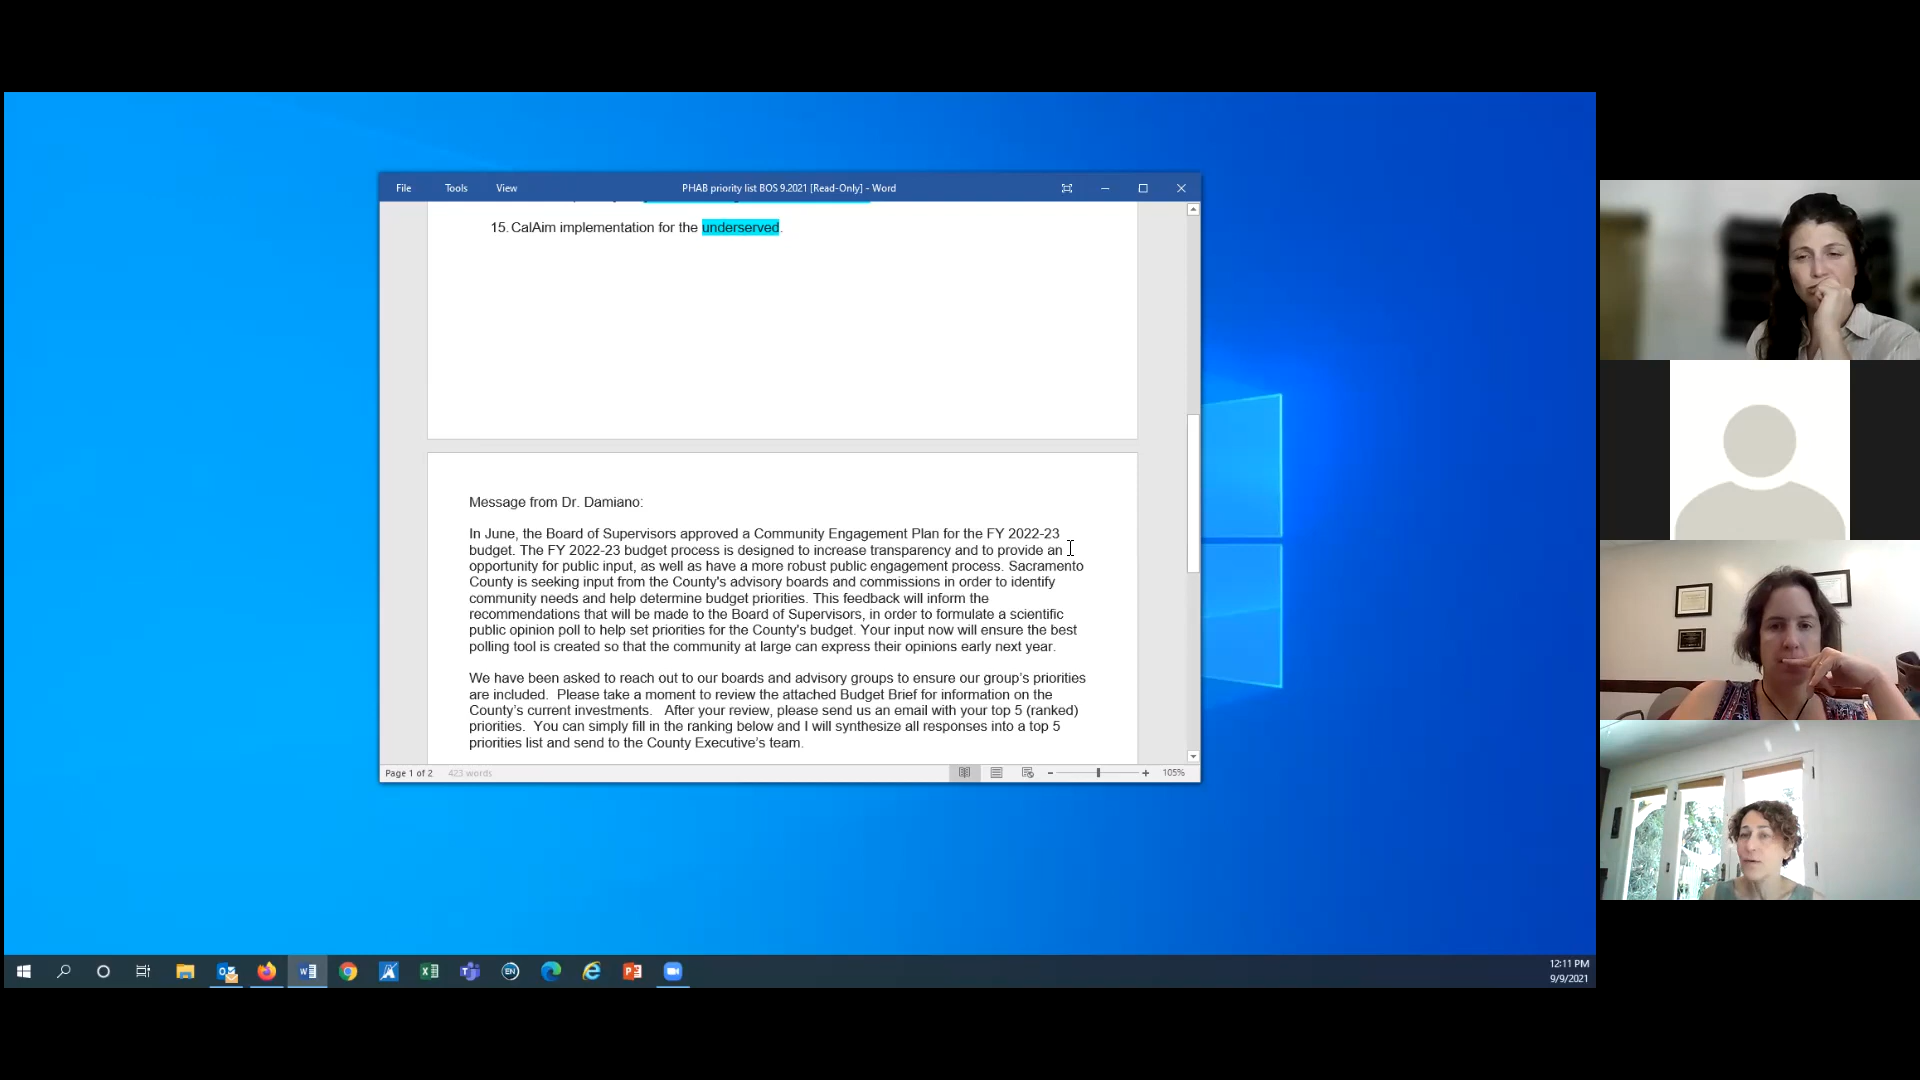 File Tools View PHAB priority list BOS 9.2021 [Read-Only] - Word
15. CalAim implementation for the underserved.
Message from Dr. Damiano:
In June, the Board of Supervisors approved a Community Engagement Plan for the FY 2022-23
budget. The FY 2022-23 budget process is designed to increase transparency and to provide an
opportunity for public input, as well as have a more robust public engagement process. Sacramento
County is seeking input from the County's advisory boards and commissions in order to identify
community needs and help determine budget priorities. This feedback will inform the
recommendations that will be made to the Board of Supervisors, in order to formulate a scientific
public opinion poll to help set priorities for the County's budget. Your input now will ensure the best
polling tool is created so that the community at large can express their opinions early next year.
We have been asked to reach out to our boards and advisory groups to ensure our group's priorities
are included. Please take a moment to review the attached Budget Brief for information on the
County's current investments. After your review, please send us an email with your top 5 (ranked)
priorities. You can simply fill in the ranking below and I will synthesize all responses into a top 5
priorities list and send to the County Executive's team.
Page 1 of 2 423 words 105%
EN
12:11 PM
9/9/2021